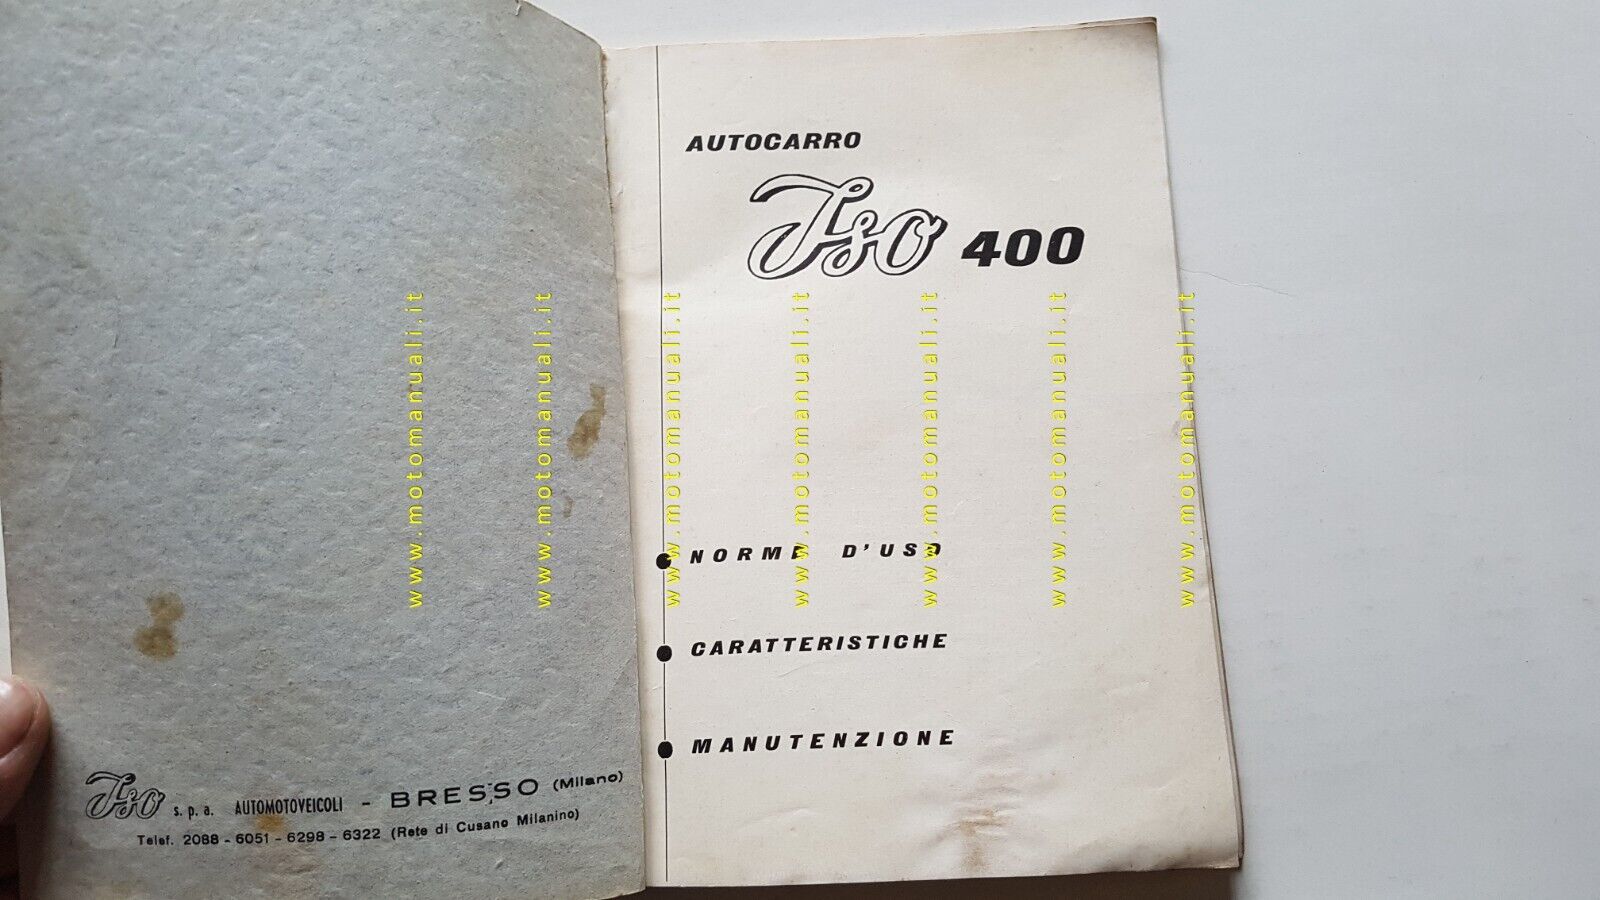 Iso s.p.a. AUTOMOTOVEICOLI - BRESSO (Milano)
Telef. 2088 - 6051 - 6298 - 6322 (Rete di Cusano Milanino)
AUTOCARRO
Iso 400
NORME D'USO
CARATTERISTICHE
MANUTENZIONE
www.motomanuali.it
www.motomanuali.it
www.motomanuali.it
www.motomanuali.it
www.motomanuali.it
www.motomanuali.it
www.motomanuali.it